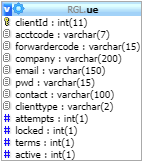 v RGL.ue
clientId : int(11)
acctcode : varchar(7)
forwardercode : varchar(15)
company : varchar(200)
email : varchar(150)
pwd : varchar(15)
contact : varchar(100)
clienttype : varchar(2)
# attempts : int(1)
# locked : int(1)
# terms : int(1)
# active : int(1)